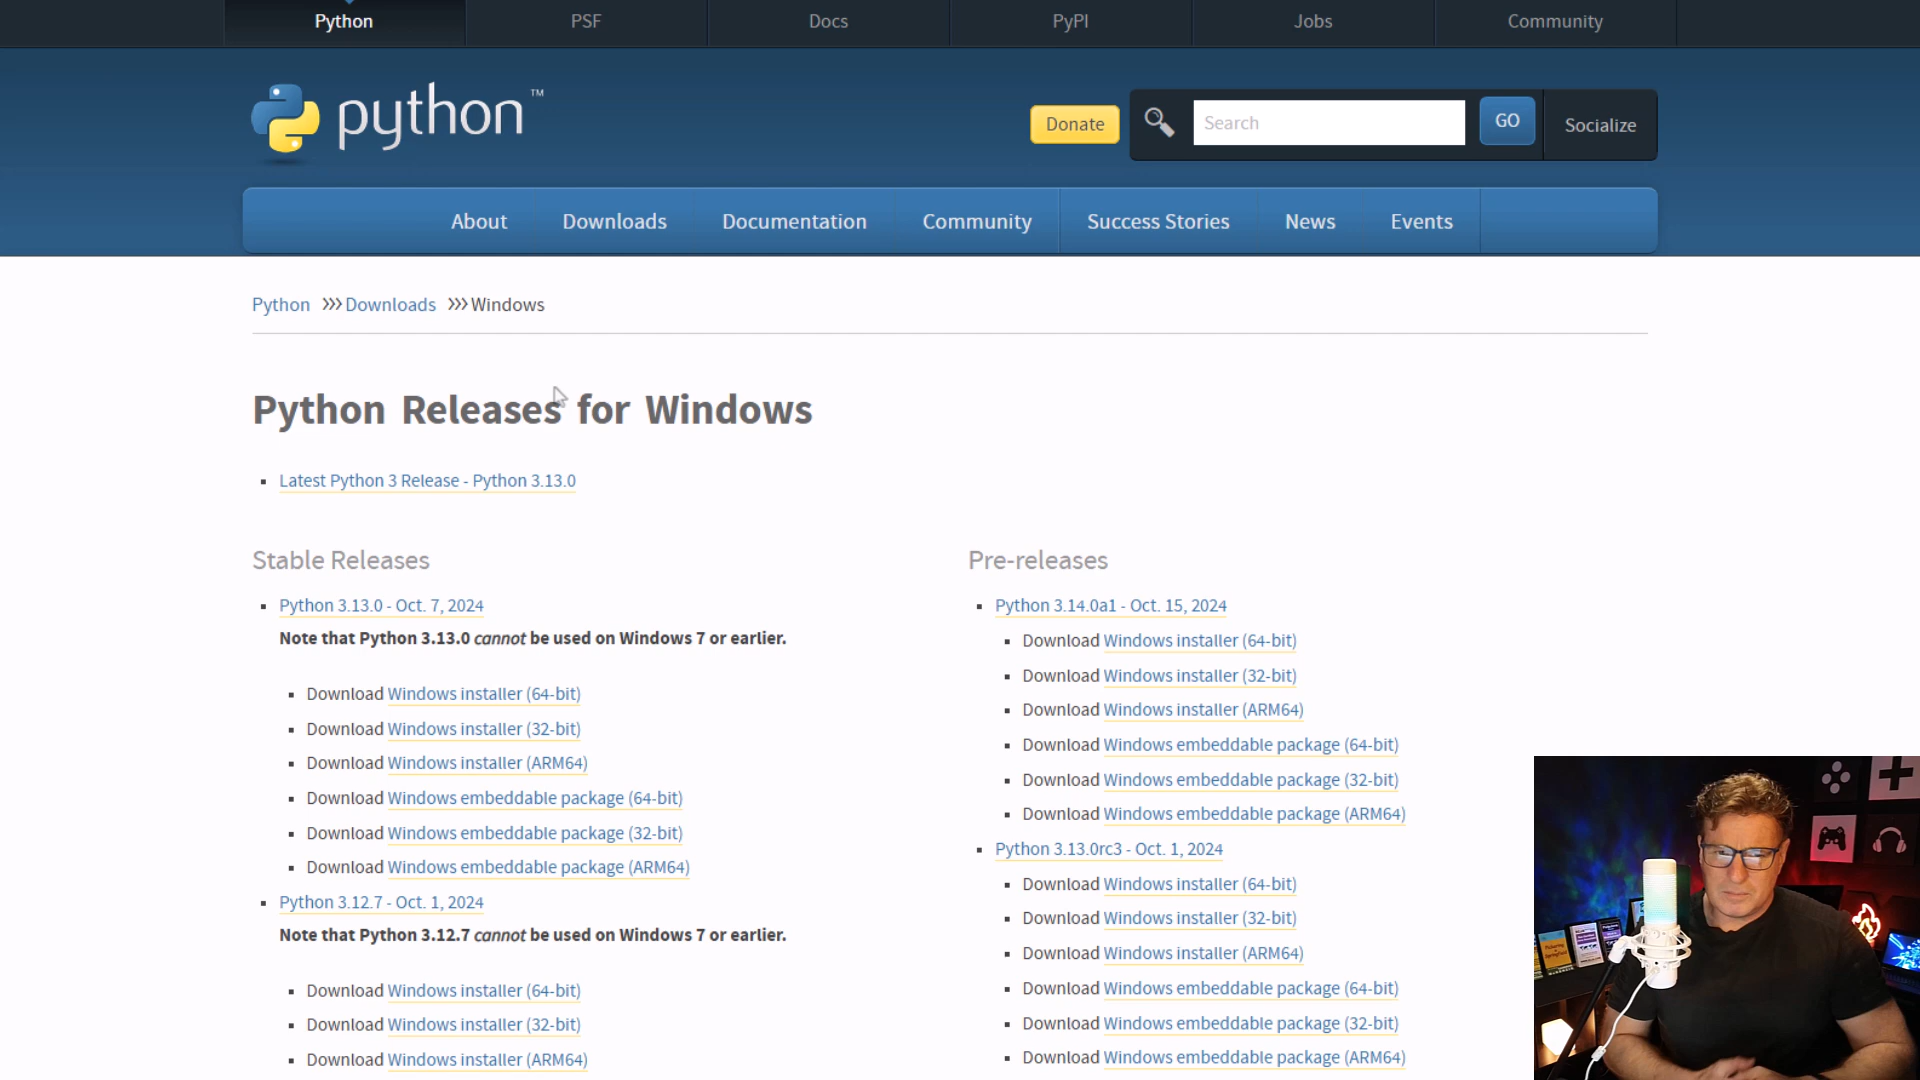 Python
PSF
Docs
PyPI
Jobs
Community
python™
Donate
Search
GO
Socialize
About
Downloads
Documentation
Community
Success Stories
News
Events
Python >>> Downloads >>> Windows
Python Releases for Windows
Latest Python 3 Release - Python 3.13.0
Stable Releases
Python 3.13.0 - Oct. 7, 2024
Note that Python 3.13.0 cannot be used on Windows 7 or earlier.
Download Windows installer (64-bit)
Download Windows installer (32-bit)
Download Windows installer (ARM64)
Download Windows embeddable package (64-bit)
Download Windows embeddable package (32-bit)
Download Windows embeddable package (ARM64)
Python 3.12.7 - Oct. 1, 2024
Note that Python 3.12.7 cannot be used on Windows 7 or earlier.
Download Windows installer (64-bit)
Download Windows installer (32-bit)
Download Windows installer (ARM64)
Pre-releases
Python 3.14.0a1 - Oct. 15, 2024
Download Windows installer (64-bit)
Download Windows installer (32-bit)
Download Windows installer (ARM64)
Download Windows embeddable package (64-bit)
Download Windows embeddable package (32-bit)
Download Windows embeddable package (ARM64)
Python 3.13.0rc3 - Oct. 1, 2024
Download Windows installer (64-bit)
Download Windows installer (32-bit)
Download Windows installer (ARM64)
Download Windows embeddable package (64-bit)
Download Windows embeddable package (32-bit)
Download Windows embeddable package (ARM64)